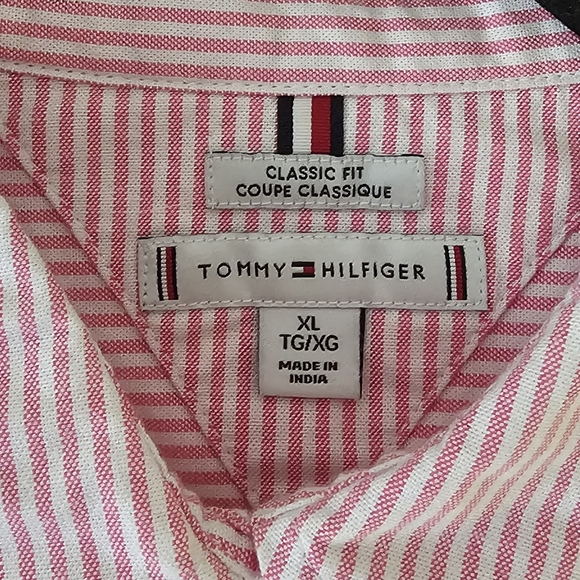 CLASSIC FIT
COUPE CLASSIQUE
TOMMY HILFIGER
XL
TG/XG
MADE IN
INDIA